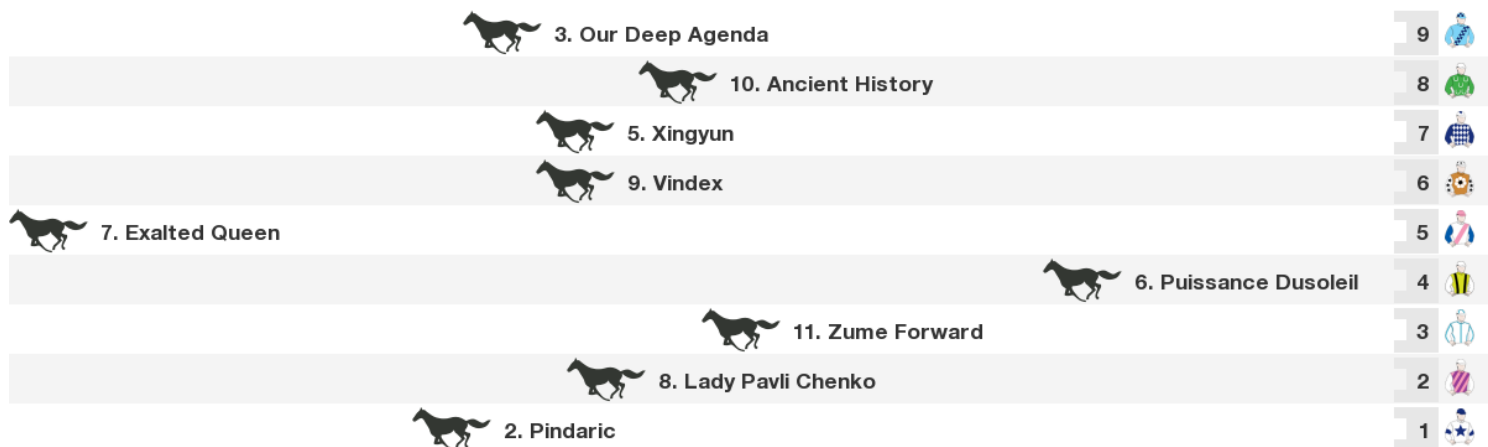 3. Our Deep Agenda 9
10. Ancient History 8
5. Xingyun 7
9. Vindex 6
7. Exalted Queen 5
6. Puissance Dusoleil 4
11. Zume Forward 3
8. Lady Pavli Chenko 2
2. Pindaric 1